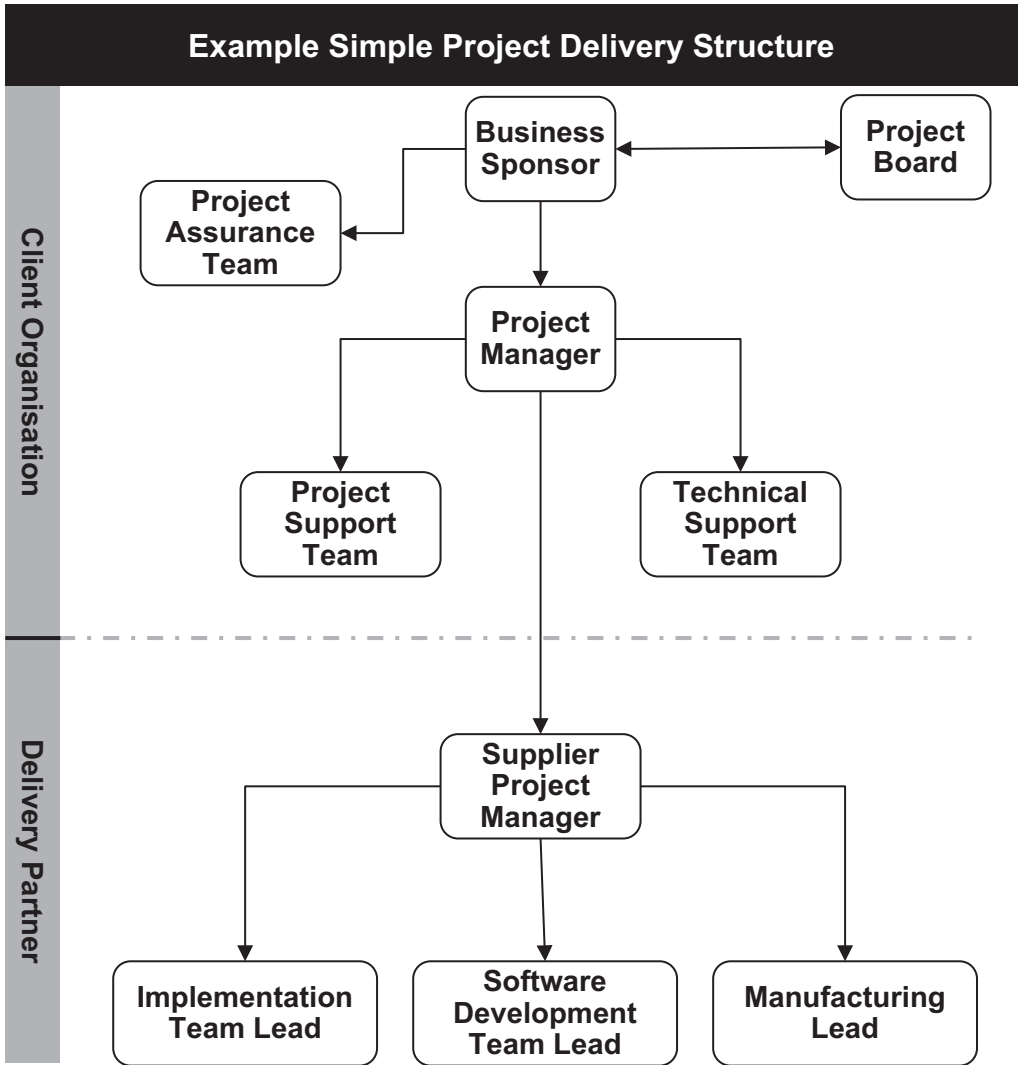 Example Simple Project Delivery Structure
Client Organisation
Business
Sponsor
Project
Board
Project
Assurance
Team
Project
Manager
Project
Support
Team
Technical
Support
Team
Delivery Partner
Supplier
Project
Manager
Implementation
Team Lead
Software
Development
Team Lead
Manufacturing
Lead